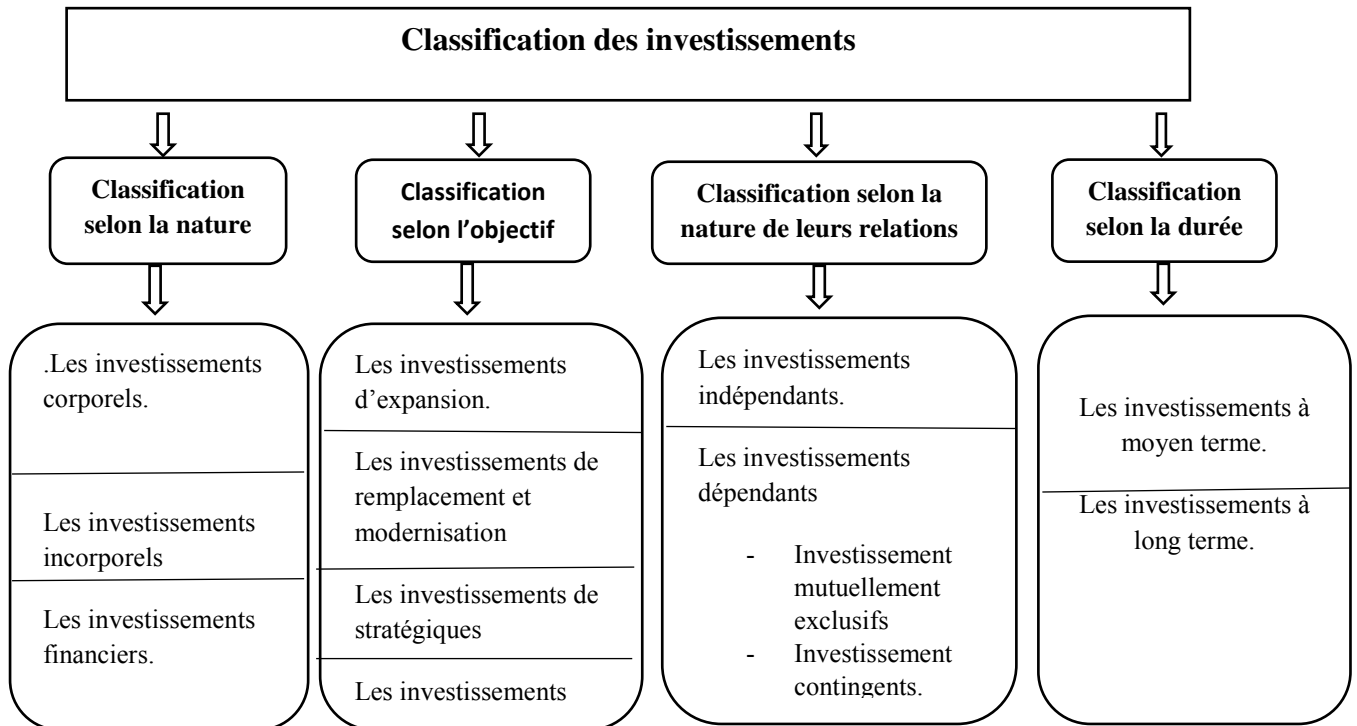 Classification des investissements
Classification
selon la nature
Classification
selon l’objectif
Classification selon la
nature de leurs relations
Classification
selon la durée
.Les investissements
corporels.
Les investissements
incorporels
Les investissements
financiers.
Les investissements
d’expansion.
Les investissements de
remplacement et
modernisation
Les investissements de
stratégiques
Les investissements
Les investissements
indépendants.
Les investissements
dépendants
- Investissement
mutuellement
exclusifs
- Investissement
contingents.
Les investissements à
moyen terme.
Les investissements à
long terme.